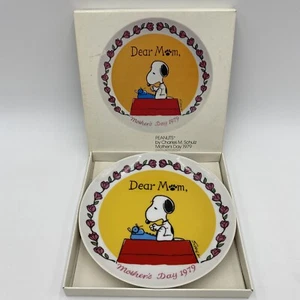 Dear Mom,
Mother's Day 1979
PEANUTS®
by Charles M. Schulz
Mother's Day 1979
Dear Mom,
Mother's Day 1979